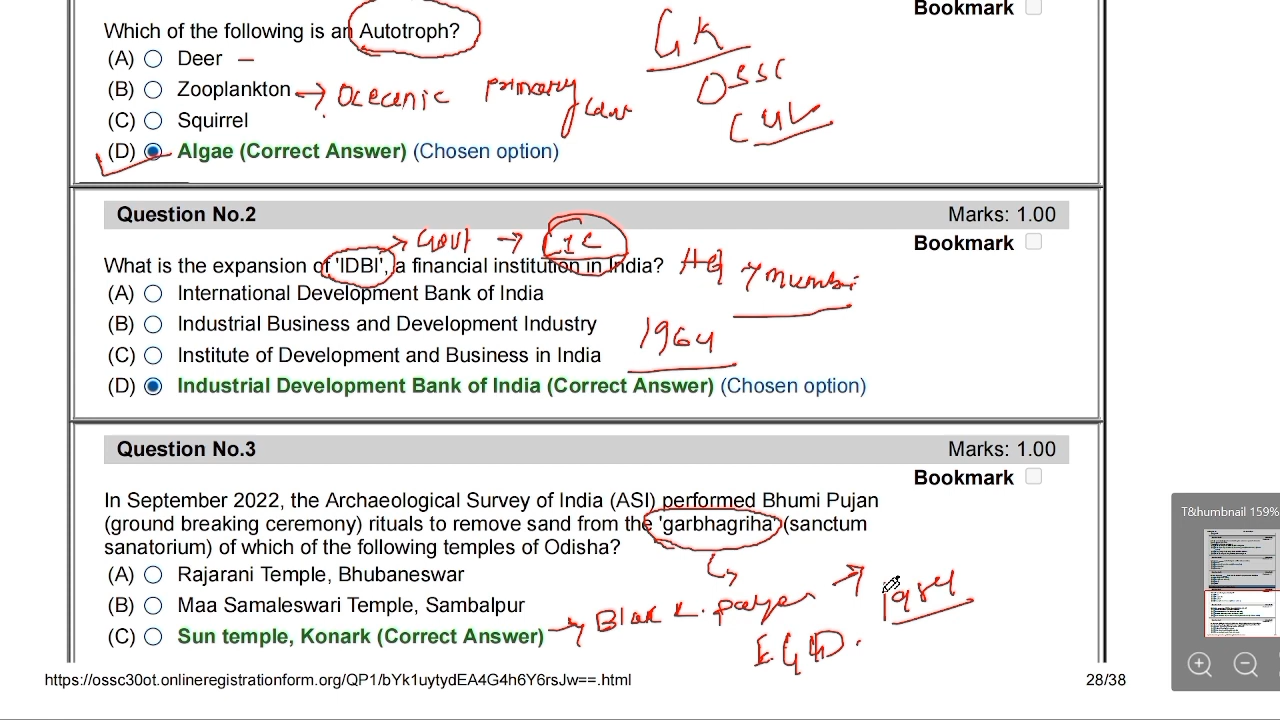 Bookmark
Which of the following is an Autotroph?
GK
(A) Deer –
OSSC
(B) Zooplankton → Oceanic primary
CHL
(C) Squirrel
(D) Algae (Correct Answer) (Chosen option)
Question No.2 Marks: 1.00
→ Govt → LIC
Bookmark
What is the expansion of 'IDBI', a financial institution in India? HQ → Mumbai
(A) International Development Bank of India
(B) Industrial Business and Development Industry
1964
(C) Institute of Development and Business in India
(D) Industrial Development Bank of India (Correct Answer) (Chosen option)
Question No.3 Marks: 1.00
Bookmark
In September 2022, the Archaeological Survey of India (ASI) performed Bhumi Pujan
(ground breaking ceremony) rituals to remove sand from the 'garbhagriha' (sanctum
sanatorium) of which of the following temples of Odisha?
(A) Rajarani Temple, Bhubaneswar
1984
(B) Maa Samaleswari Temple, Sambalpur
(C) Sun temple, Konark (Correct Answer) →
https://ossc30ot.onlineregistrationform.org/QP1/bYk1uytydEA4G4h6Y6rsJw==.html 28/38
T&humbnail 159%